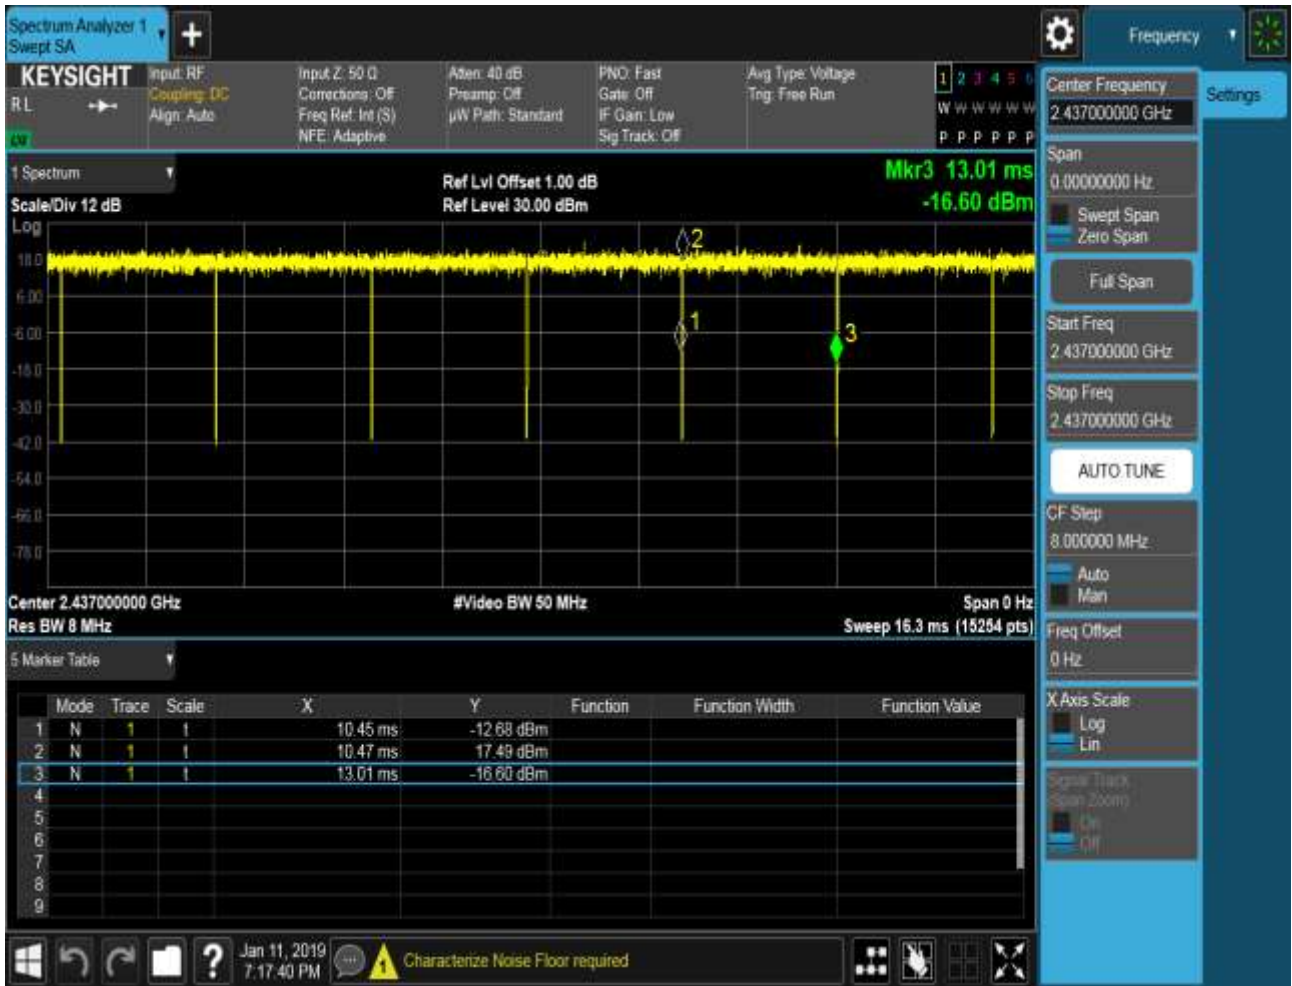 Spectrum Analyzer 1
Swept SA
+
Frequency
KEYSIGHT
RL
Input: RF
Coupling: DC
Align: Auto
Input Z: 50 Ω
Corrections: Off
Freq Ref: Int (S)
NFE: Adaptive
Atten: 40 dB
Preamp: Off
µW Path: Standard
PNO: Fast
Gate: Off
IF Gain: Low
Sig Track: Off
Avg Type: Voltage
Trig: Free Run
1 2 3 4 5 6
W W W W W W
P P P P P P
1 Spectrum
Scale/Div 12 dB
Log
Ref Lvl Offset 1.00 dB
Ref Level 30.00 dBm
Mkr3 13.01 ms
-16.60 dBm
18.0
6.00
-6.00
-18.0
-30.0
-42.0
-54.0
-66.0
-78.0
2
1
3
Center 2.437000000 GHz
Res BW 8 MHz
#Video BW 50 MHz
Span 0 Hz
Sweep 16.3 ms (15254 pts)
5 Marker Table
Mode Trace Scale X Y Function Function Width Function Value
1 N 1 t 10.45 ms -12.68 dBm
2 N 1 t 10.47 ms 17.49 dBm
3 N 1 t 13.01 ms -16.60 dBm
4
5
6
7
8
9
Center Frequency
2.437000000 GHz
Settings
Span
0.00000000 Hz
Swept Span
Zero Span
Full Span
Start Freq
2.437000000 GHz
Stop Freq
2.437000000 GHz
AUTO TUNE
CF Step
8.000000 MHz
Auto
Man
Freq Offset
0 Hz
X Axis Scale
Log
Lin
Signal Track
(Span Zoom)
On
Off
?
Jan 11, 2019
7:17:40 PM
1
Characterize Noise Floor required